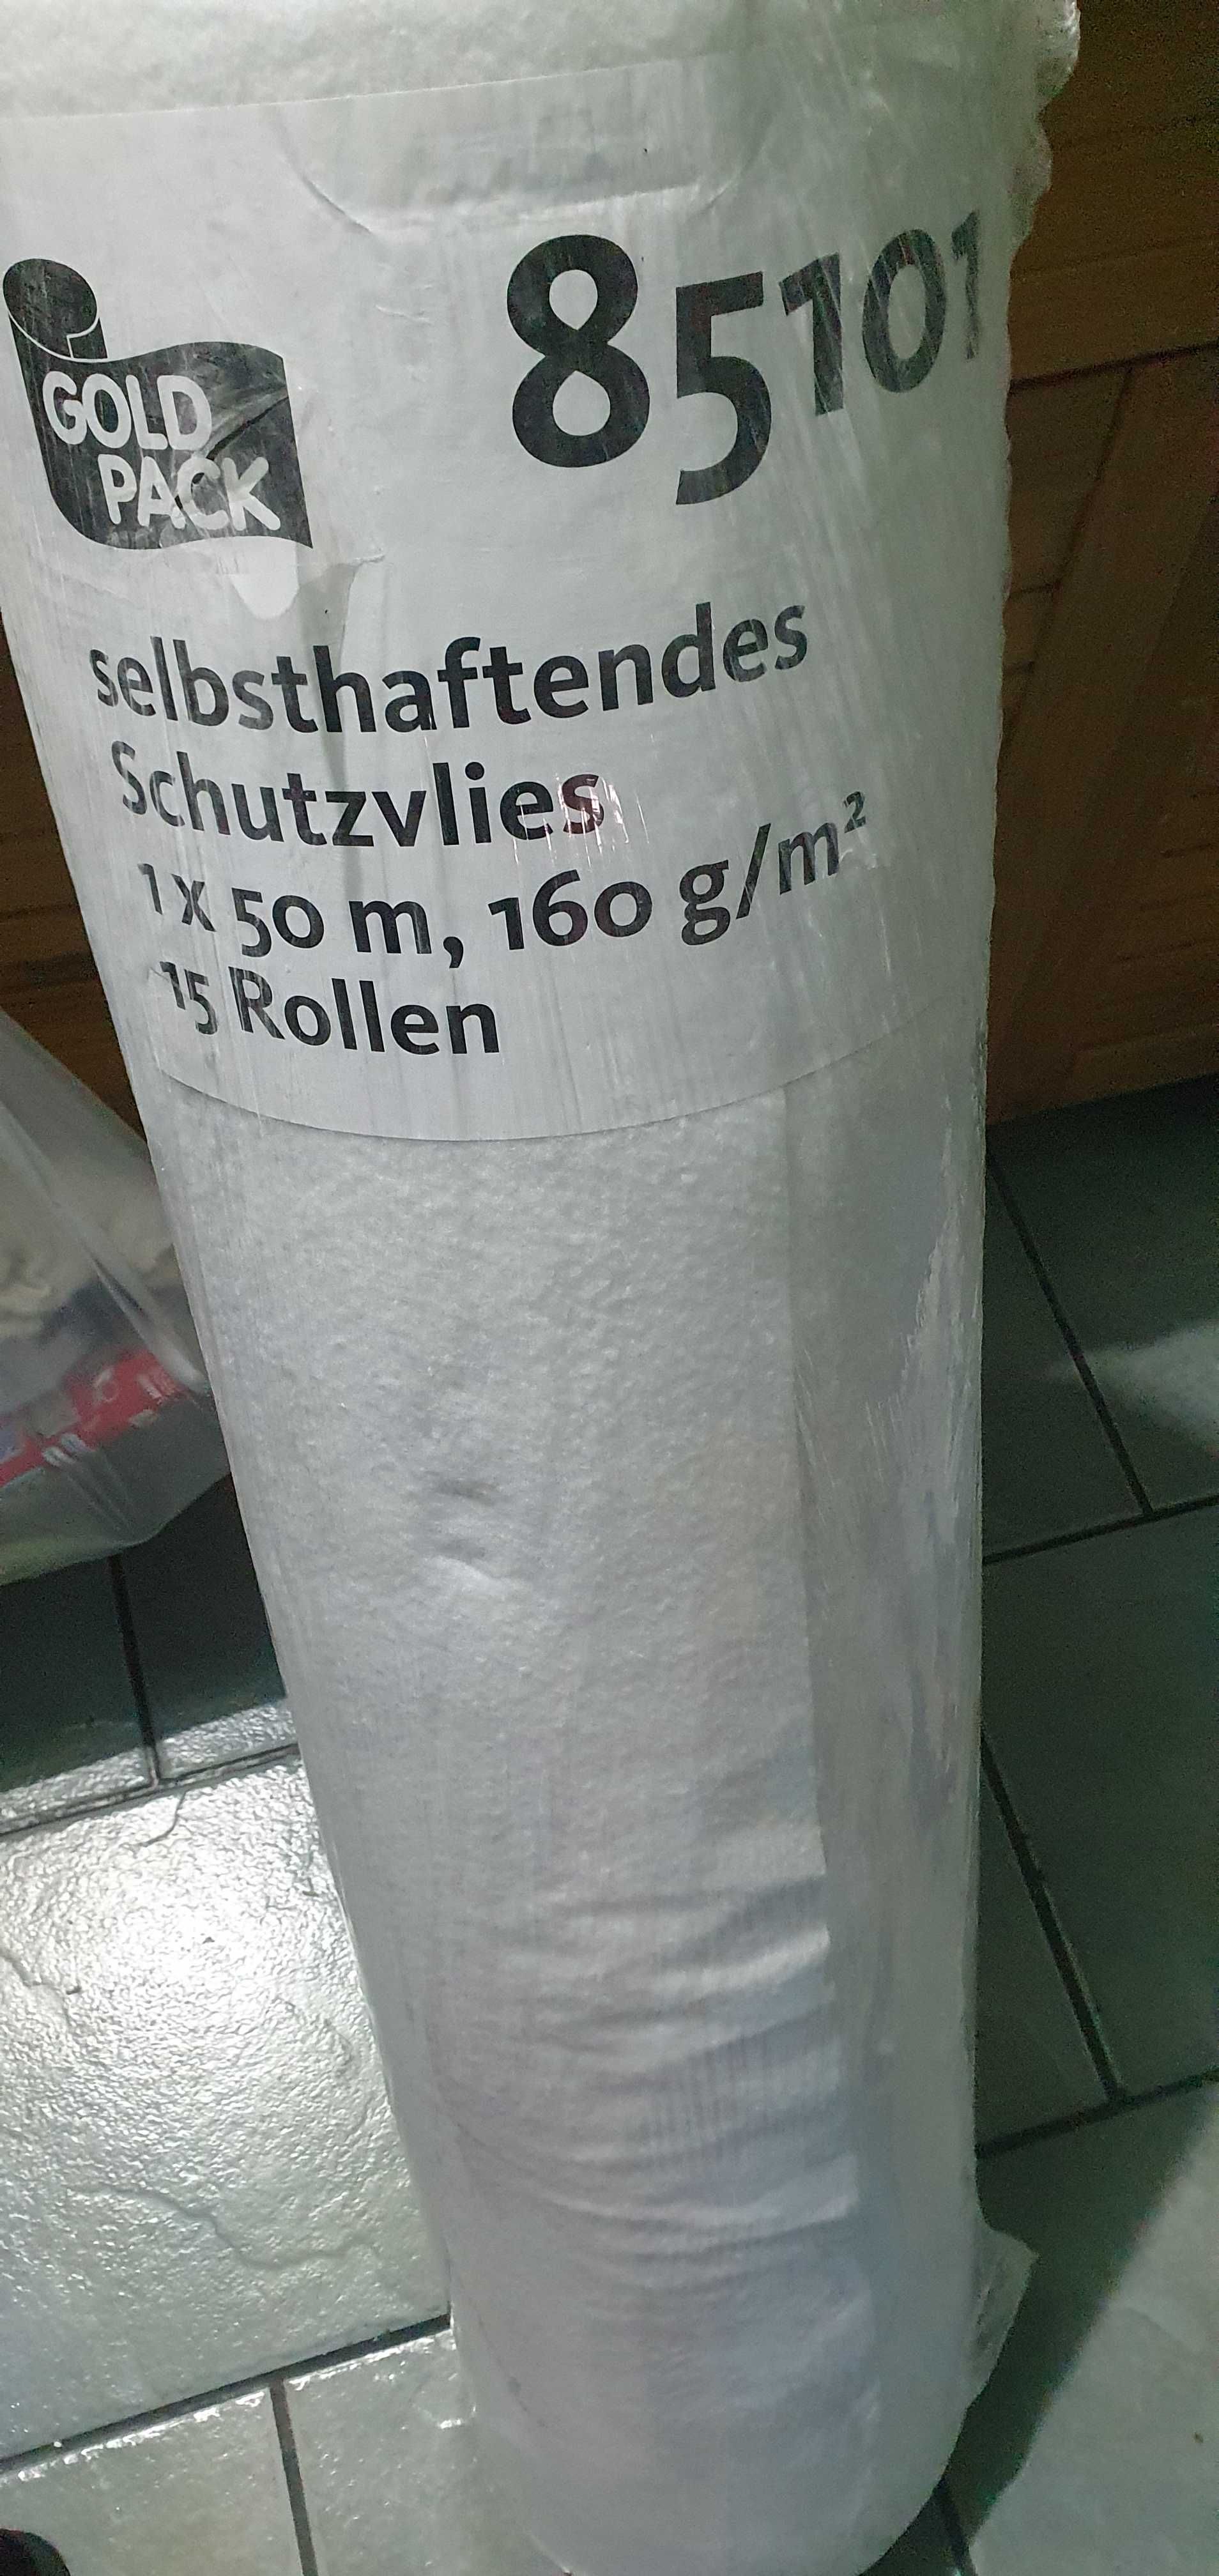 GOLD
PACK
85101
selbsthaftendes
Schutzvlies
1 x 50 m, 160 g/m²
15 Rollen